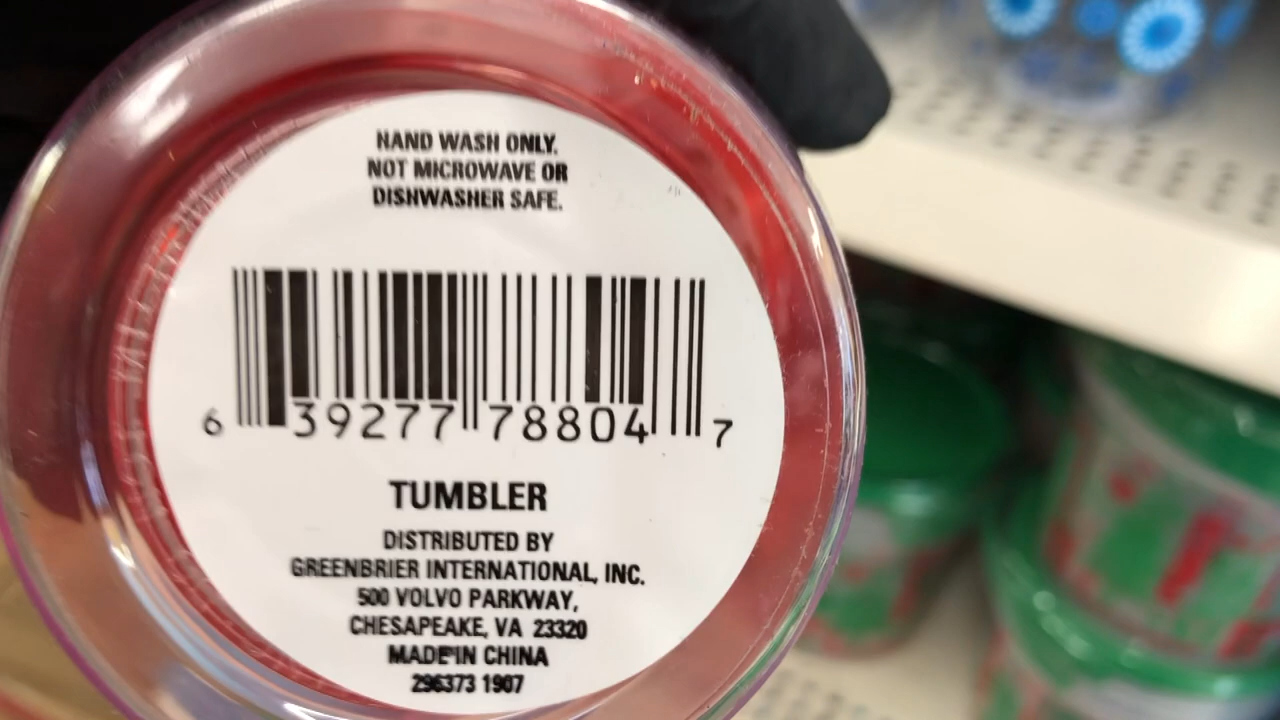 HAND WASH ONLY.
NOT MICROWAVE OR
DISHWASHER SAFE.
6 39277 78804 7
TUMBLER
DISTRIBUTED BY
GREENBRIER INTERNATIONAL, INC.
500 VOLVO PARKWAY,
CHESAPEAKE, VA 23320
MADE IN CHINA
296373 1907